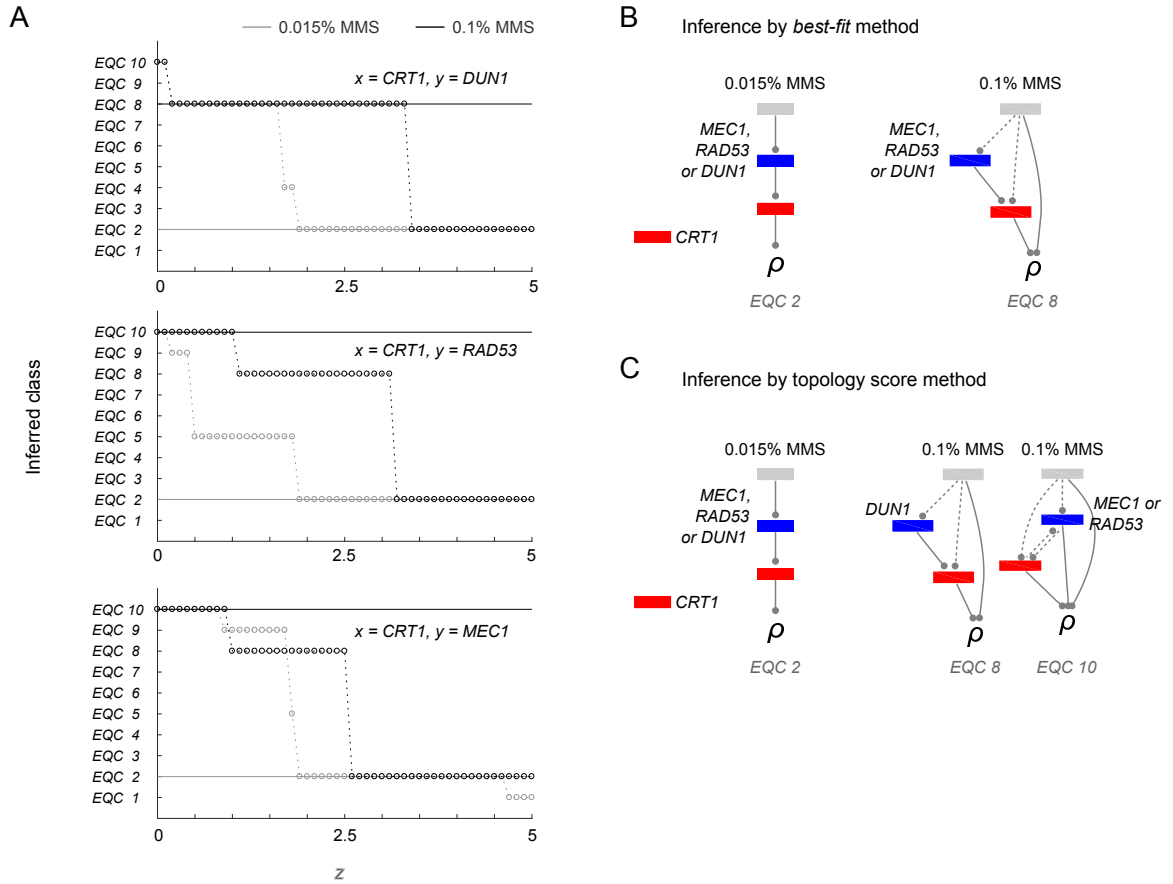 A
0.015% MMS
0.1% MMS
Inferred class
EQC 10
EQC 9
EQC 8
EQC 7
EQC 6
EQC 5
EQC 4
EQC 3
EQC 2
EQC 1
x = CRT1, y = DUN1
0
2.5
5
EQC 10
EQC 9
EQC 8
EQC 7
EQC 6
EQC 5
EQC 4
EQC 3
EQC 2
EQC 1
x = CRT1, y = RAD53
0
2.5
5
EQC 10
EQC 9
EQC 8
EQC 7
EQC 6
EQC 5
EQC 4
EQC 3
EQC 2
EQC 1
x = CRT1, y = MEC1
0
2.5
5
z
B
Inference by best-fit method
0.015% MMS
MEC1,
RAD53
or DUN1
CRT1
ρ
EQC 2
0.1% MMS
MEC1,
RAD53
or DUN1
ρ
EQC 8
C
Inference by topology score method
0.015% MMS
MEC1,
RAD53
or DUN1
CRT1
ρ
EQC 2
0.1% MMS
DUN1
ρ
EQC 8
0.1% MMS
MEC1 or
RAD53
ρ
EQC 10